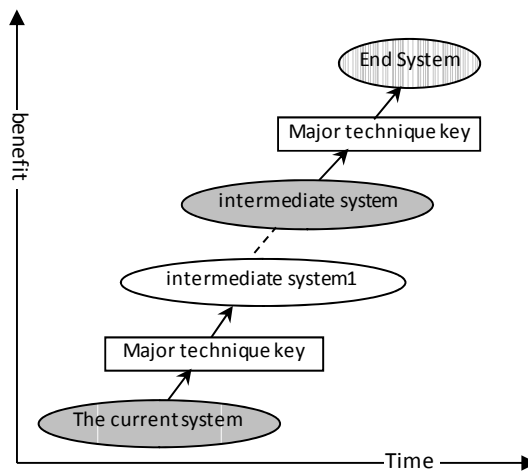 End System
Major technique key
benefit
intermediate system
intermediate system1
Major technique key
The current system
Time